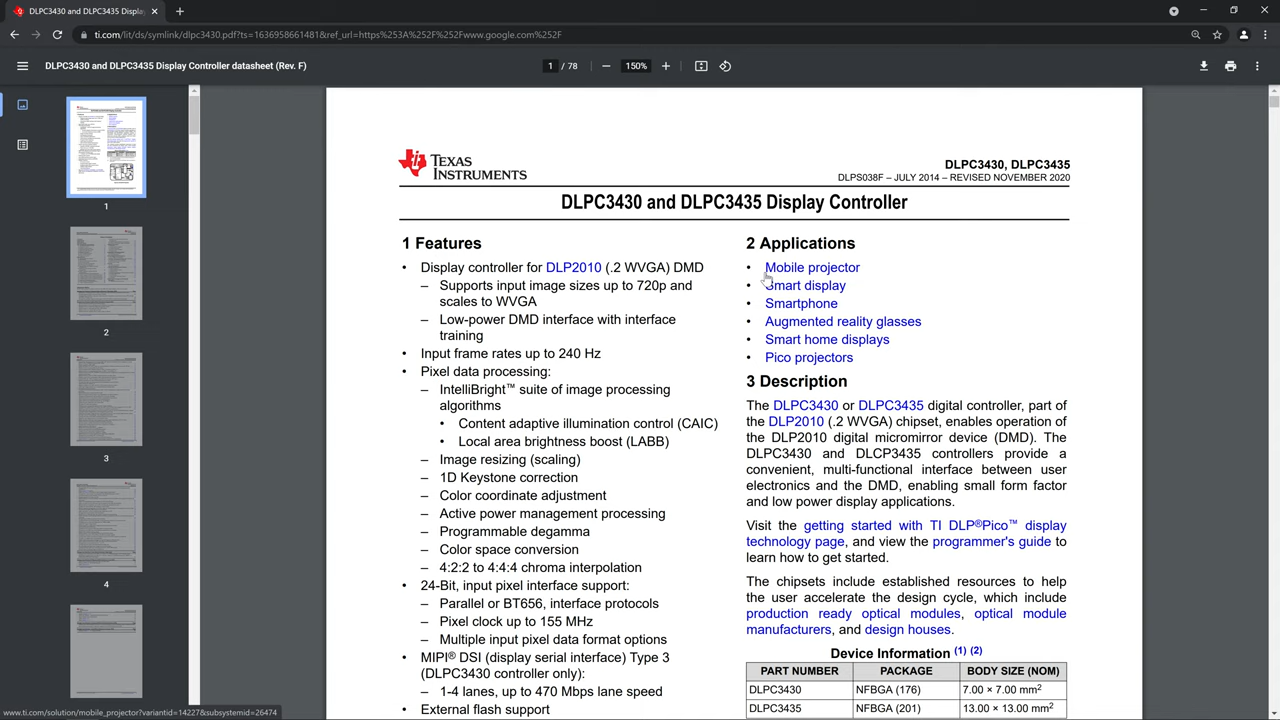 DLPC3430 and DLPC3435 Display
ti.com/lit/ds/symlink/dlpc3430.pdf?ts=1636958661481&ref_url=https%253A%252F%252Fwww.google.com%252F
DLPC3430 and DLPC3435 Display Controller datasheet (Rev. F)
1 / 78
150%
1
2
3
4
TEXAS
INSTRUMENTS
DLPC3430, DLPC3435
DLPS038F – JULY 2014 – REVISED NOVEMBER 2020
DLPC3430 and DLPC3435 Display Controller
1 Features
• Display controller for DLP2010 (.2 WVGA) DMD
– Supports input image sizes up to 720p and
scales to WVGA
– Low-power DMD interface with interface
training
• Input frame rates up to 240 Hz
• Pixel data processing:
– IntelliBright™ suite of image processing
algorithms
• Content adaptive illumination control (CAIC)
• Local area brightness boost (LABB)
– Image resizing (scaling)
– 1D Keystone correction
– Color coordinate adjustment
– Active power management processing
– Programmable degamma
– Color space conversion
– 4:2:2 to 4:4:4 chroma interpolation
• 24-Bit, input pixel interface support:
– Parallel or BT656, interface protocols
– Pixel clock up to 155 MHz
– Multiple input pixel data format options
• MIPI® DSI (display serial interface) Type 3
(DLPC3430 controller only):
– 1-4 lanes, up to 470 Mbps lane speed
• External flash support
2 Applications
• Mobile projector
• Smart display
• Smartphone
• Augmented reality glasses
• Smart home displays
• Pico projectors
3 Description
The DLPC3430 or DLPC3435 digital controller, part of
the DLP2010 (.2 WVGA) chipset, enables operation of
the DLP2010 digital micromirror device (DMD). The
DLPC3430 and DLCP3435 controllers provide a
convenient, multi-functional interface between user
electronics and the DMD, enabling small form factor
and low power display applications.
Visit the getting started with TI DLP®Pico™ display
technology page, and view the programmer's guide to
learn how to get started.
The chipsets include established resources to help
the user accelerate the design cycle, which include
production ready optical modules, optical module
manufacturers, and design houses.
Device Information (1) (2)
PART NUMBER PACKAGE BODY SIZE (NOM)
DLPC3430 NFBGA (176) 7.00 × 7.00 mm²
DLPC3435 NFBGA (201) 13.00 × 13.00 mm²
www.ti.com/solution/mobile_projector?variantid=14227&subsystemid=26474